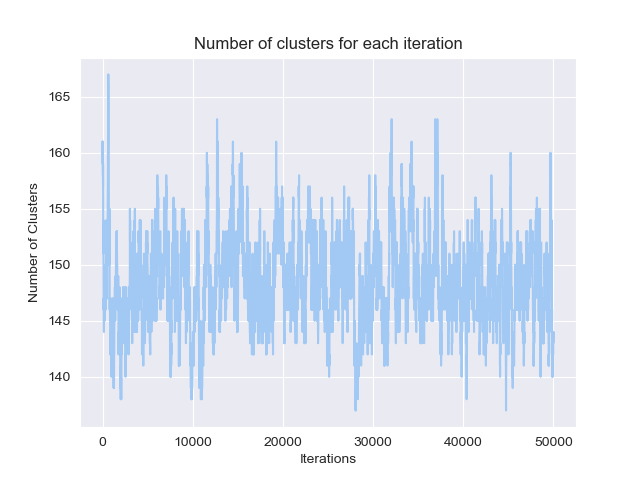 Number of clusters for each iteration
Number of Clusters
165
160
155
150
145
140
0 10000 20000 30000 40000 50000
Iterations